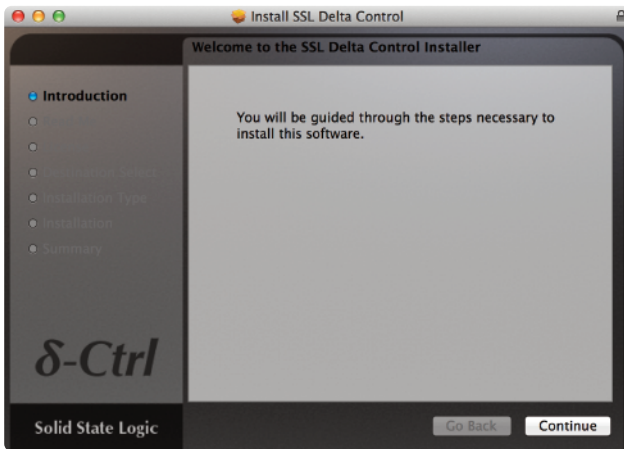 Install SSL Delta Control
Welcome to the SSL Delta Control Installer
Introduction
Destination Select
Installation Type
Installation
Summary
You will be guided through the steps necessary to
install this software.
δ-Ctrl
Solid State Logic
Go Back
Continue